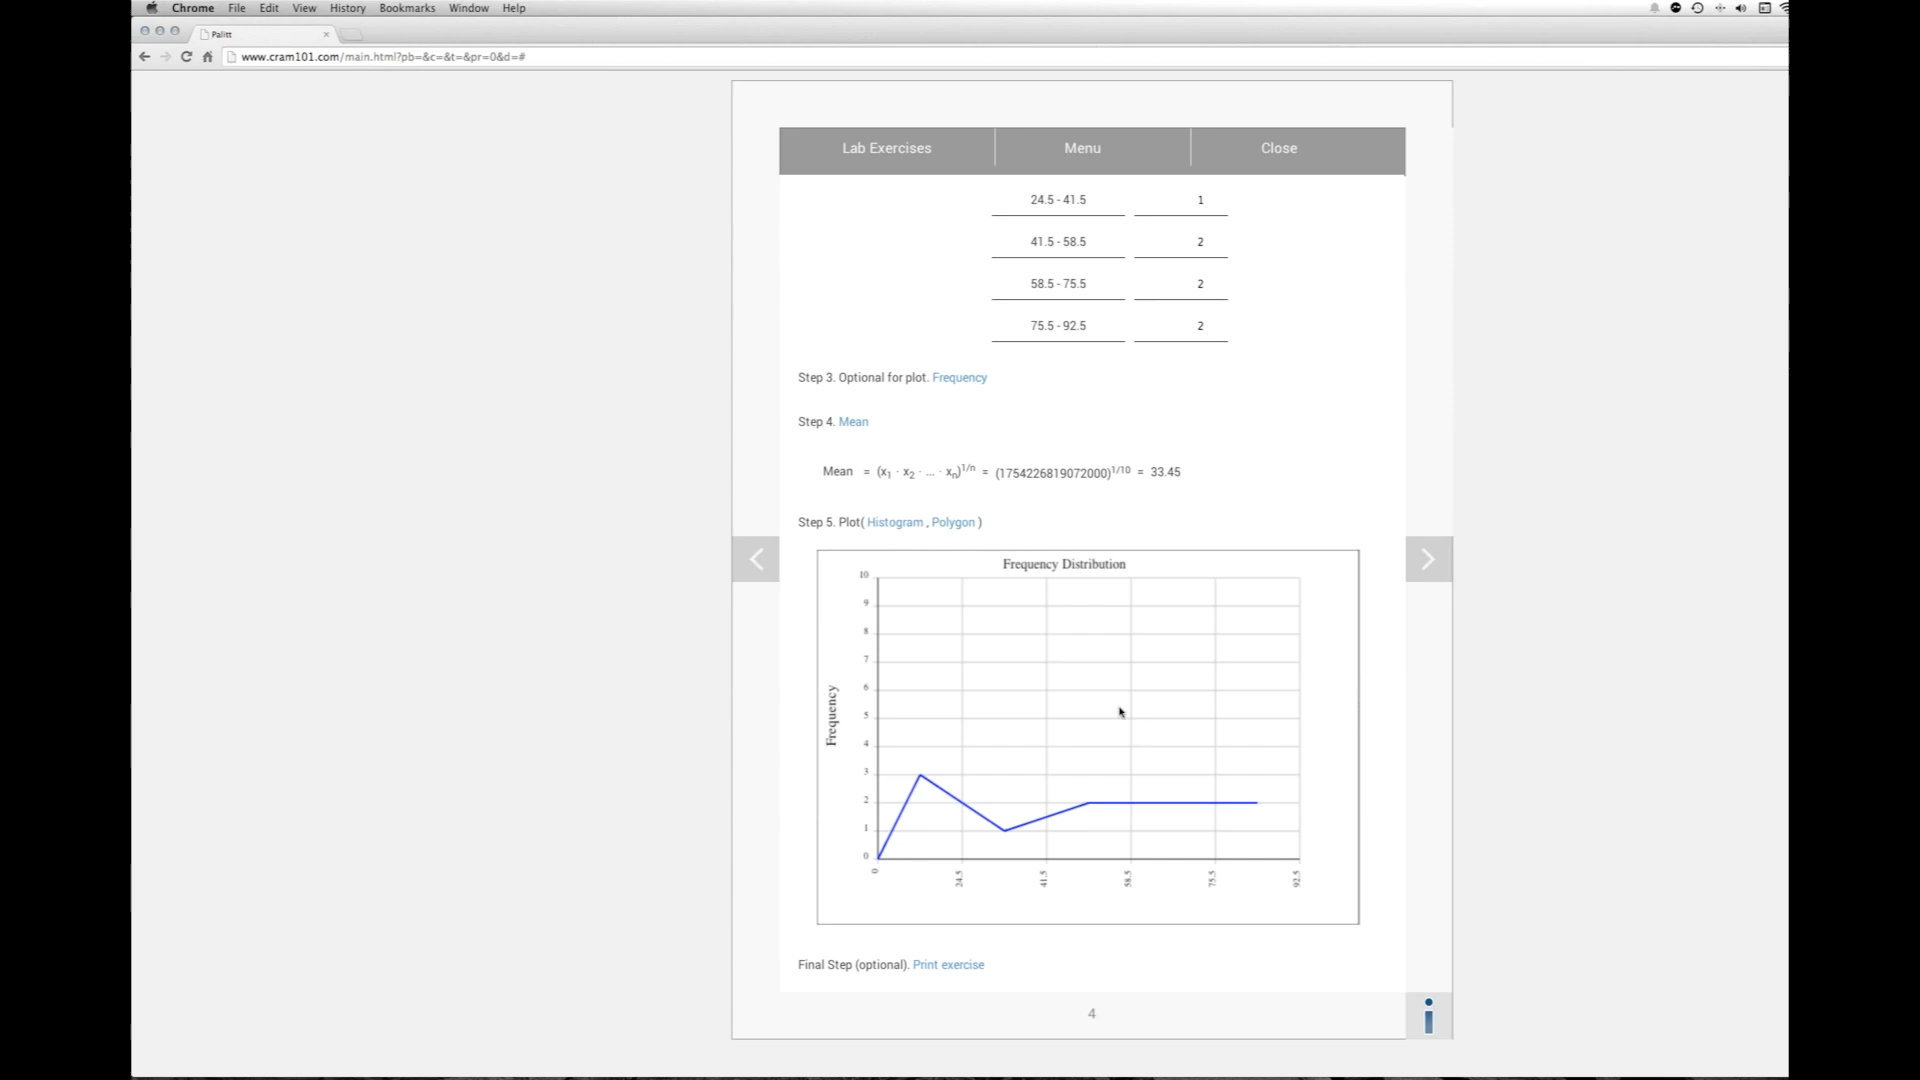 Chrome File Edit View History Bookmarks Window Help
Palitt
www.cram101.com/main.html?pb=&c=&t=&pr=0&d=#
Lab Exercises Menu Close
24.5 - 41.5 1
41.5 - 58.5 2
58.5 - 75.5 2
75.5 - 92.5 2
Step 3. Optional for plot. Frequency
Step 4. Mean
Mean = (x₁ · x₂ · ... · xₙ)^1/n = (1754226819072000)^1/10 = 33.45
Step 5. Plot( Histogram , Polygon )
Frequency Distribution
10
9
8
7
6
5
4
3
2
1
0
Frequency
0 24.5 41.5 58.5 75.5 92.5
Final Step (optional). Print exercise
4
i